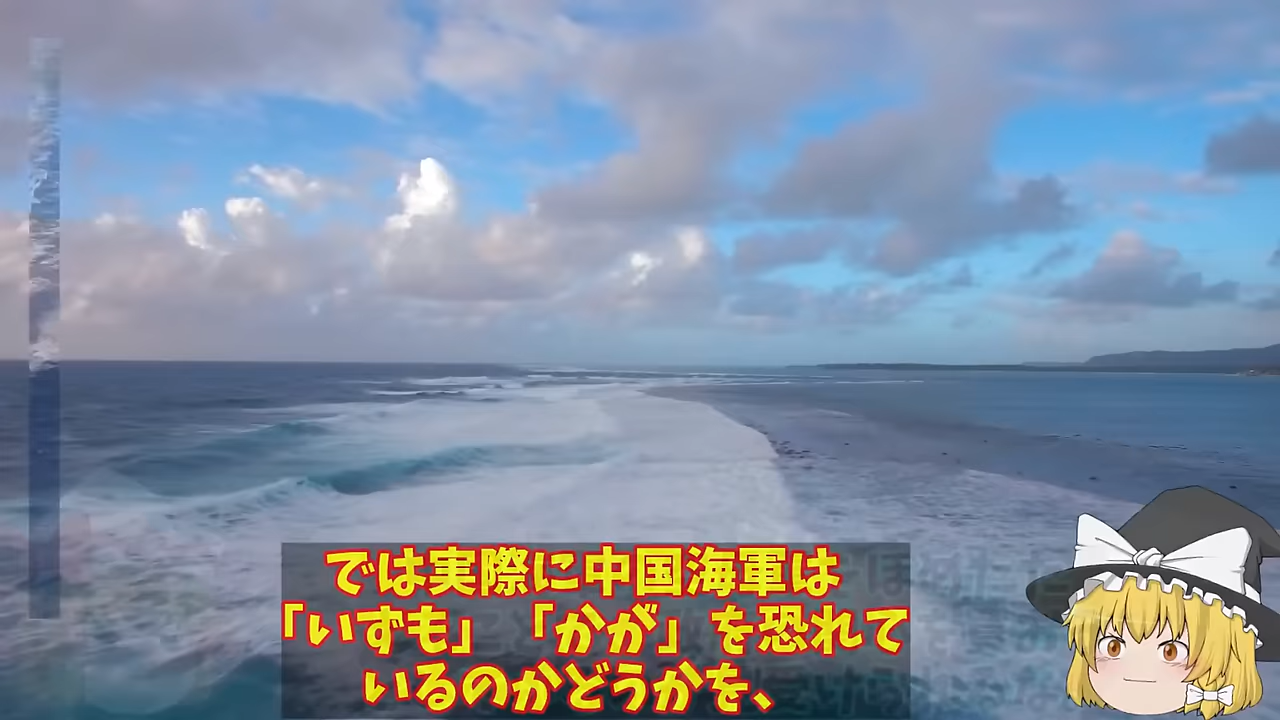 では実際に中国海軍は
「いずも」「かが」を恐れて
いるのかどうかを、